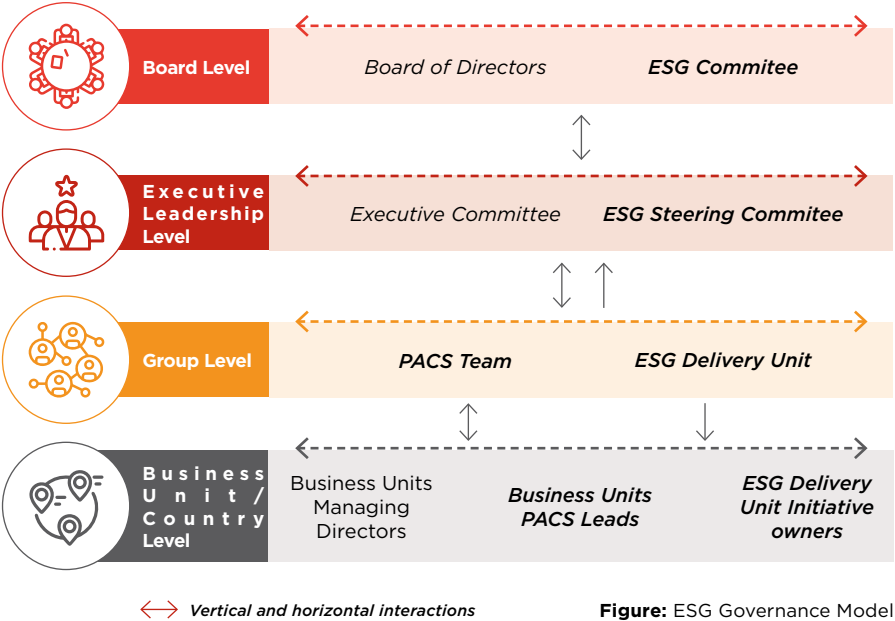 Board Level
Board of Directors
ESG Commitee
Executive
Leadership
Level
Executive Committee
ESG Steering Commitee
Group Level
PACS Team
ESG Delivery Unit
Business
Unit/
Country
Level
Business Units
Managing
Directors
Business Units
PACS Leads
ESG Delivery
Unit Initiative
owners
Vertical and horizontal interactions
Figure: ESG Governance Model